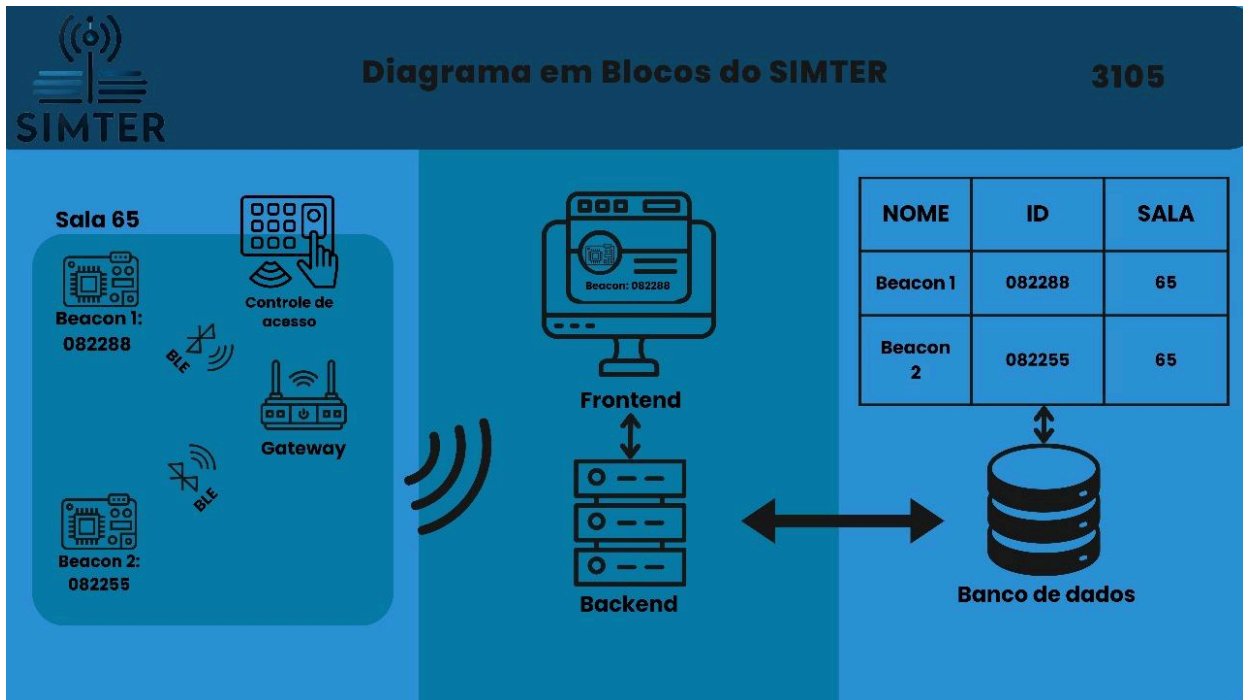 SIMTER
Diagrama em Blocos do SIMTER
3105
Sala 65
Beacon 1:
082288
BLE
Controle de
acesso
Gateway
BLE
Beacon 2:
082255
Beacon: 082288
Frontend
Backend
NOME ID SALA
Beacon 1 082288 65
Beacon
2 082255 65
Banco de dados